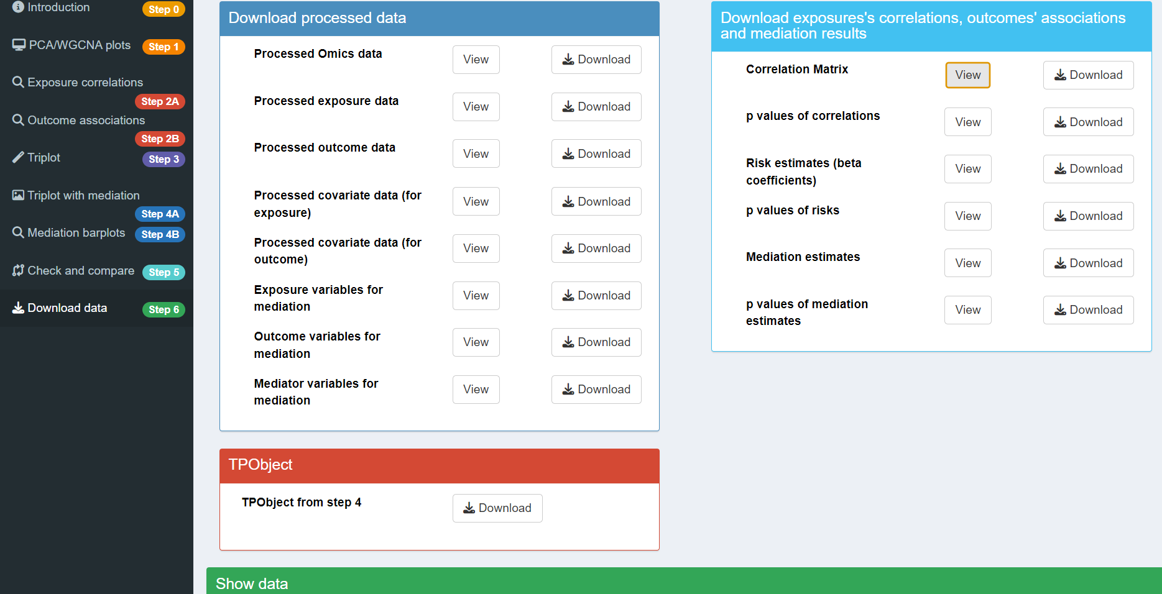 Introduction
Step 0
PCA/WGCNA plots
Step 1
Exposure correlations
Step 2A
Outcome associations
Step 2B
Triplot
Step 3
Triplot with mediation
Step 4A
Mediation barplots
Step 4B
Check and compare
Step 5
Download data
Step 6
Download processed data
Processed Omics data
View
Download
Processed exposure data
View
Download
Processed outcome data
View
Download
Processed covariate data (for
exposure)
View
Download
Processed covariate data (for
outcome)
View
Download
Exposure variables for
mediation
View
Download
Outcome variables for
mediation
View
Download
Mediator variables for
mediation
View
Download
TPObject
TPObject from step 4
Download
Download exposures's correlations, outcomes' associations
and mediation results
Correlation Matrix
View
Download
p values of correlations
View
Download
Risk estimates (beta
coefficients)
View
Download
p values of risks
View
Download
Mediation estimates
View
Download
p values of mediation
estimates
View
Download
Show data